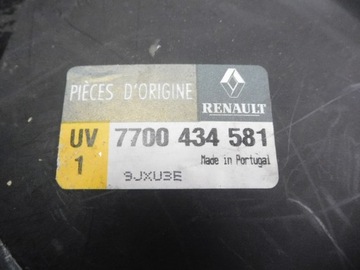 PIÈCES D'ORIGINE
RENAULT
UV 7700 434 581
1 Made in Portugal
9JXU3E